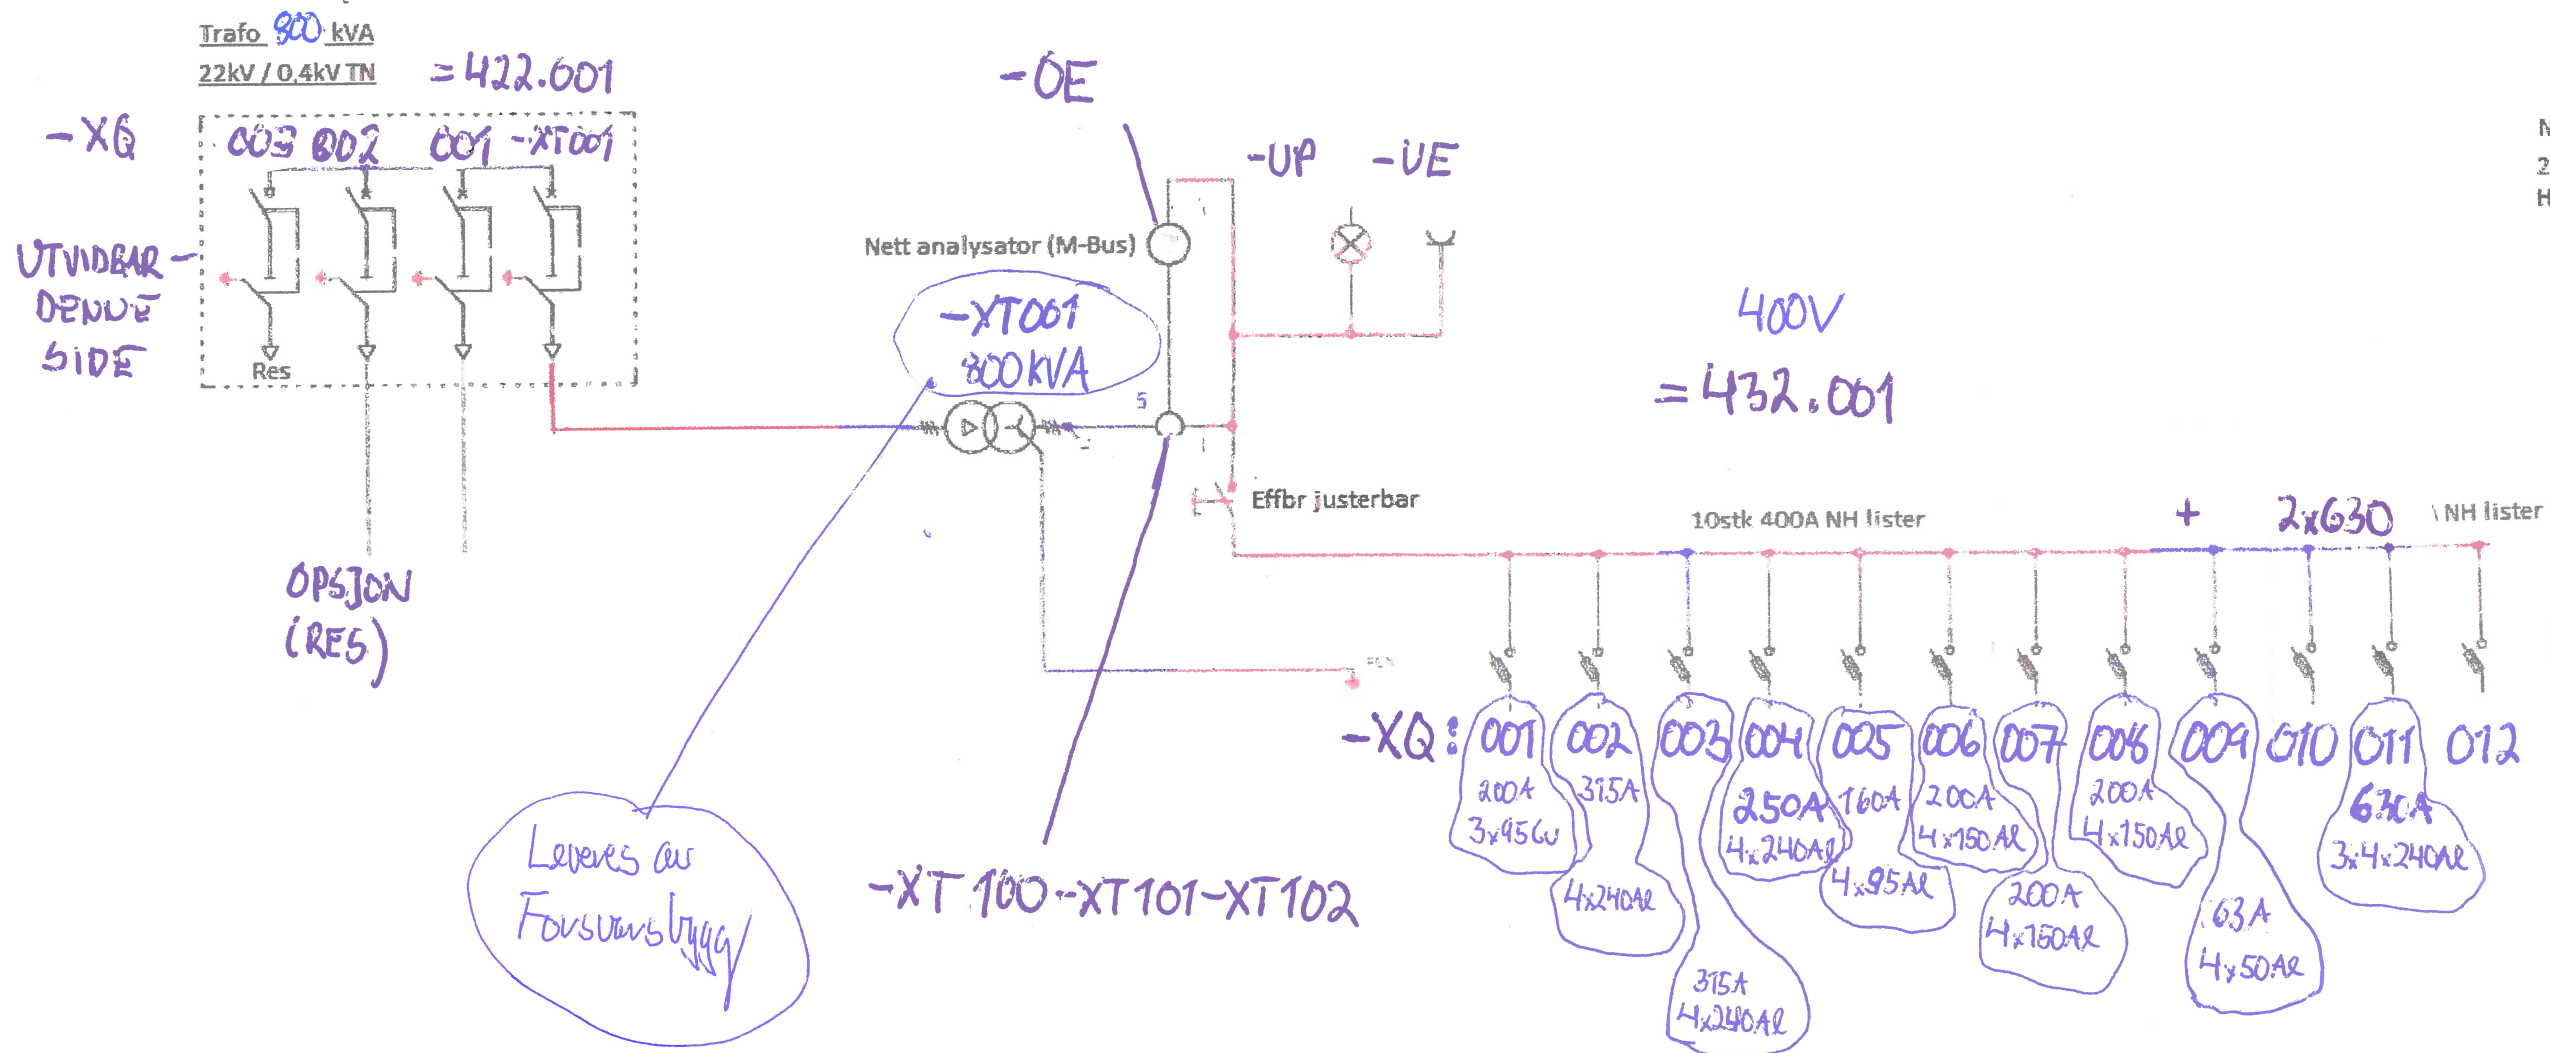 Trafo 800 kVA
22kV / 0,4kV TN
=422.001
-XQ
003 002 001 -XT001
UTVIDBAR
DENNE
SIDE
Res
OPSJON
(RES)
-OE
-UP -UE
Nett analysator (M-Bus)
-XT001
800 kVA
5
Effbr justerbar
400V
=432.001
10stk 400A NH lister + 2x630 NH lister
Leveres av
Forsvarsbygg
-XT100-XT101-XT102
-XQ: 001 002 003 004 005 006 007 008 009 010 011 012
200A
3x95Cu
315A
4x240Al
315A
4x240Al
250A
4x240Al
160A
4x95Al
200A
4x150Al
200A
4x150Al
200A
4x150Al
63A
4x50Al
630A
3x4x240Al
N
2
H